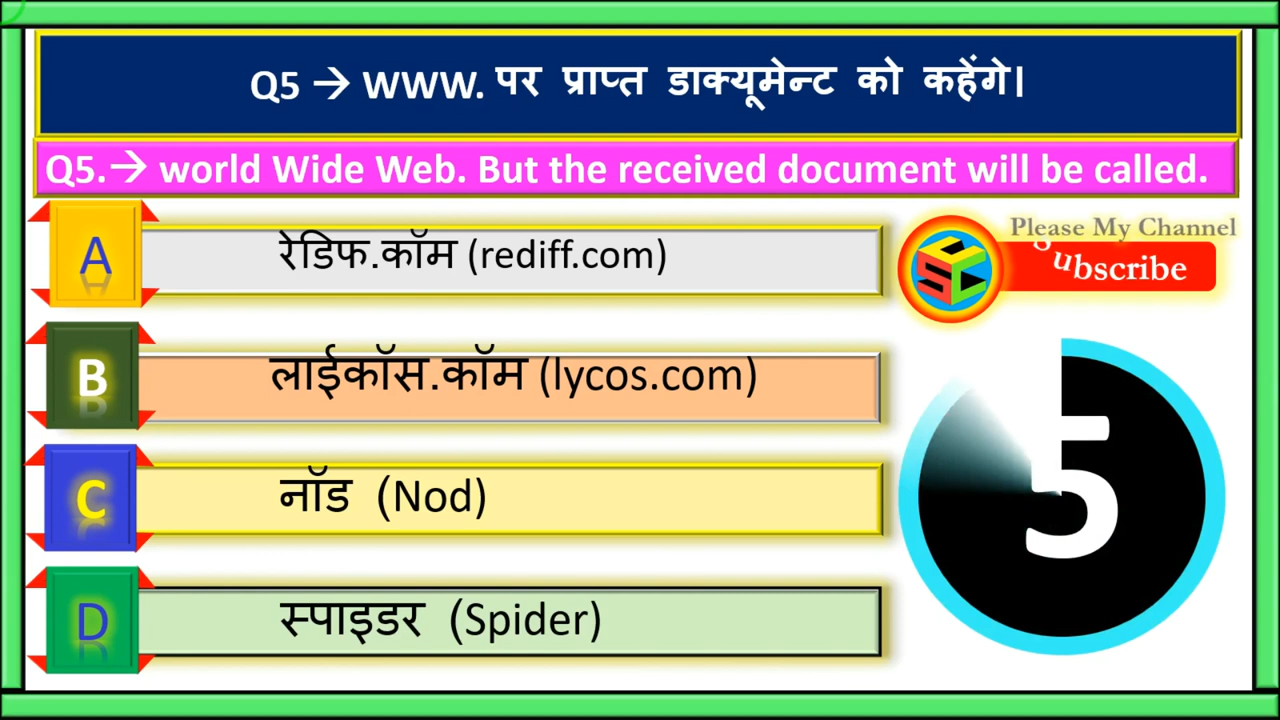 Q5 → WWW. पर प्राप्त डाक्यूमेन्ट को कहेंगे।
Q5.→ world Wide Web. But the received document will be called.
A
रेडिफ.कॉम (rediff.com)
Please My Channel
Subscribe
B
लाईकॉस.कॉम (lycos.com)
C
नॉड (Nod)
5
D
स्पाइडर (Spider)